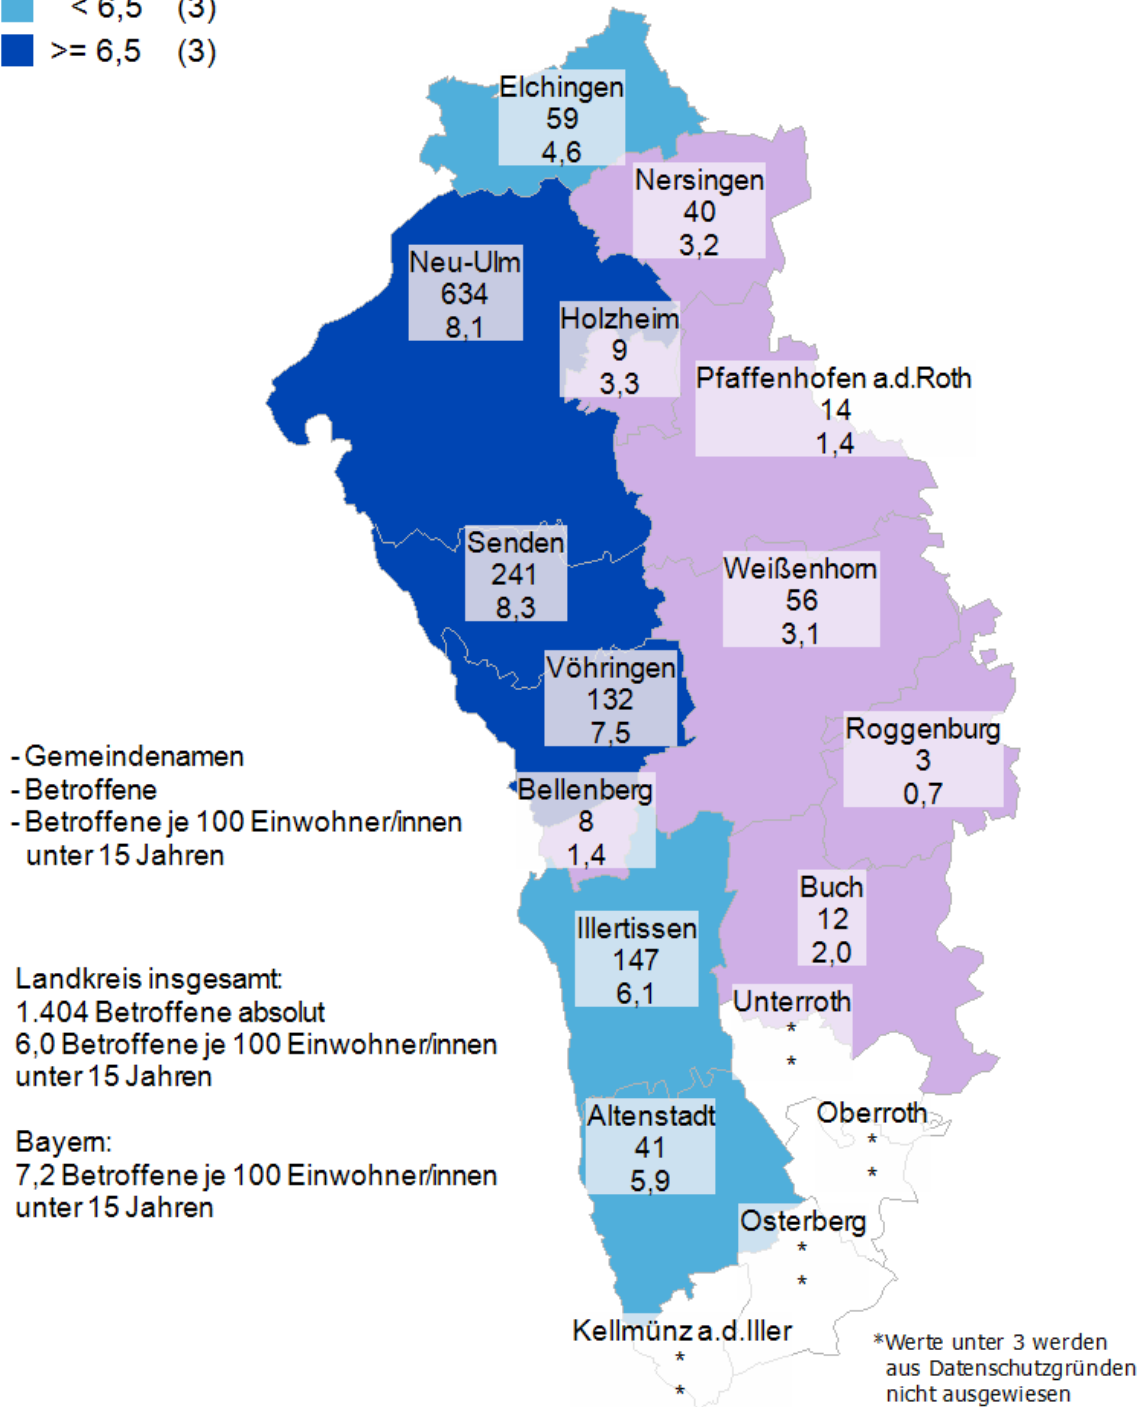 < 6,5 (3)
>= 6,5 (3)
Elchingen
59
4,6
Nersingen
40
3,2
Neu-Ulm
634
8,1
Holzheim
9
3,3
Pfaffenhofen a.d.Roth
14
1,4
Senden
241
8,3
Weißenhorn
56
3,1
Vöhringen
132
7,5
Roggenburg
3
0,7
- Gemeindenamen
- Betroffene
- Betroffene je 100 Einwohner/innen
unter 15 Jahren
Bellenberg
8
1,4
Buch
12
2,0
Illertissen
147
6,1
Landkreis insgesamt:
1.404 Betroffene absolut
6,0 Betroffene je 100 Einwohner/innen
unter 15 Jahren
Unterroth
*
*
Altenstadt
41
5,9
Oberroth
*
*
Bayern:
7,2 Betroffene je 100 Einwohner/innen
unter 15 Jahren
Osterberg
*
*
Kellmünz a.d.Iller
*
*
*Werte unter 3 werden
aus Datenschutzgründen
nicht ausgewiesen